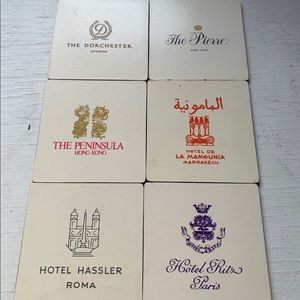 D
THE DORCHESTER
LONDON
The Pierre
NEW YORK
THE PENINSULA
HONG KONG
المامونية
HOTEL DE
LA MAMOUNIA
MARRAKECH
HOTEL HASSLER
ROMA
Hôtel Ritz
Paris